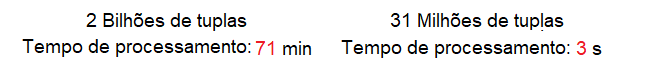 2 Bilhões de tuplas
Tempo de processamento: 71 min
31 Milhões de tuplas
Tempo de processamento: 3 s